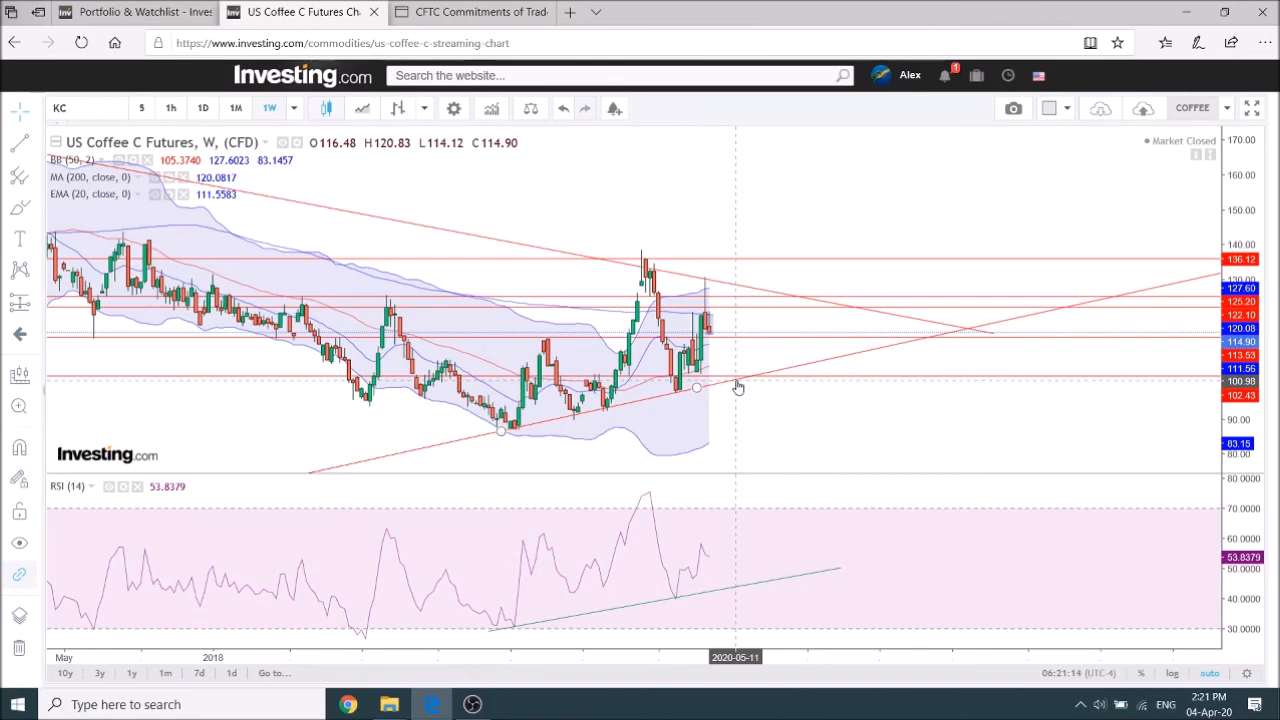 Portfolio & Watchlist - Inves
US Coffee C Futures Ch
CFTC Commitments of Trad
https://www.investing.com/commodities/us-coffee-c-streaming-chart
Investing.com
Search the website...
Alex
1
KC
5
1h
1D
1M
1W
COFFEE
US Coffee C Futures, W, (CFD)
O116.48 H120.83 L114.12 C114.90
BB (50, 2)
105.3740 127.6023 83.1457
MA (200, close, 0)
120.0817
EMA (20, close, 0)
111.5583
Market Closed
170.00
160.00
150.00
140.00
136.12
130.00
127.60
125.20
122.10
120.08
114.90
113.53
111.56
100.98
102.43
90.00
83.15
80.00
Investing.com
RSI (14)
53.8379
80.0000
70.0000
60.0000
53.8379
50.0000
40.0000
30.0000
May
2018
2020-05-11
10y
3y
1y
1m
7d
1d
Go to...
06:21:14 (UTC-4)
%
log
auto
Type here to search
ENG
2:21 PM
04-Apr-20